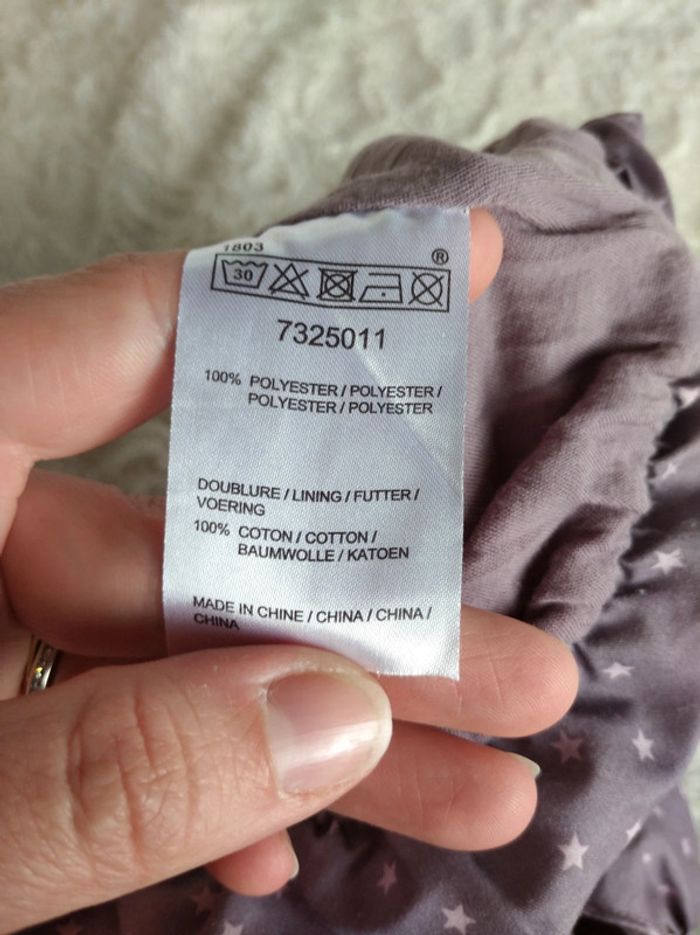 1803
®
30
7325011
100% POLYESTER / POLYESTER /
POLYESTER / POLYESTER
DOUBLURE / LINING / FUTTER /
VOERING
100% COTON / COTTON /
BAUMWOLLE / KATOEN
MADE IN CHINE / CHINA / CHINA /
CHINA